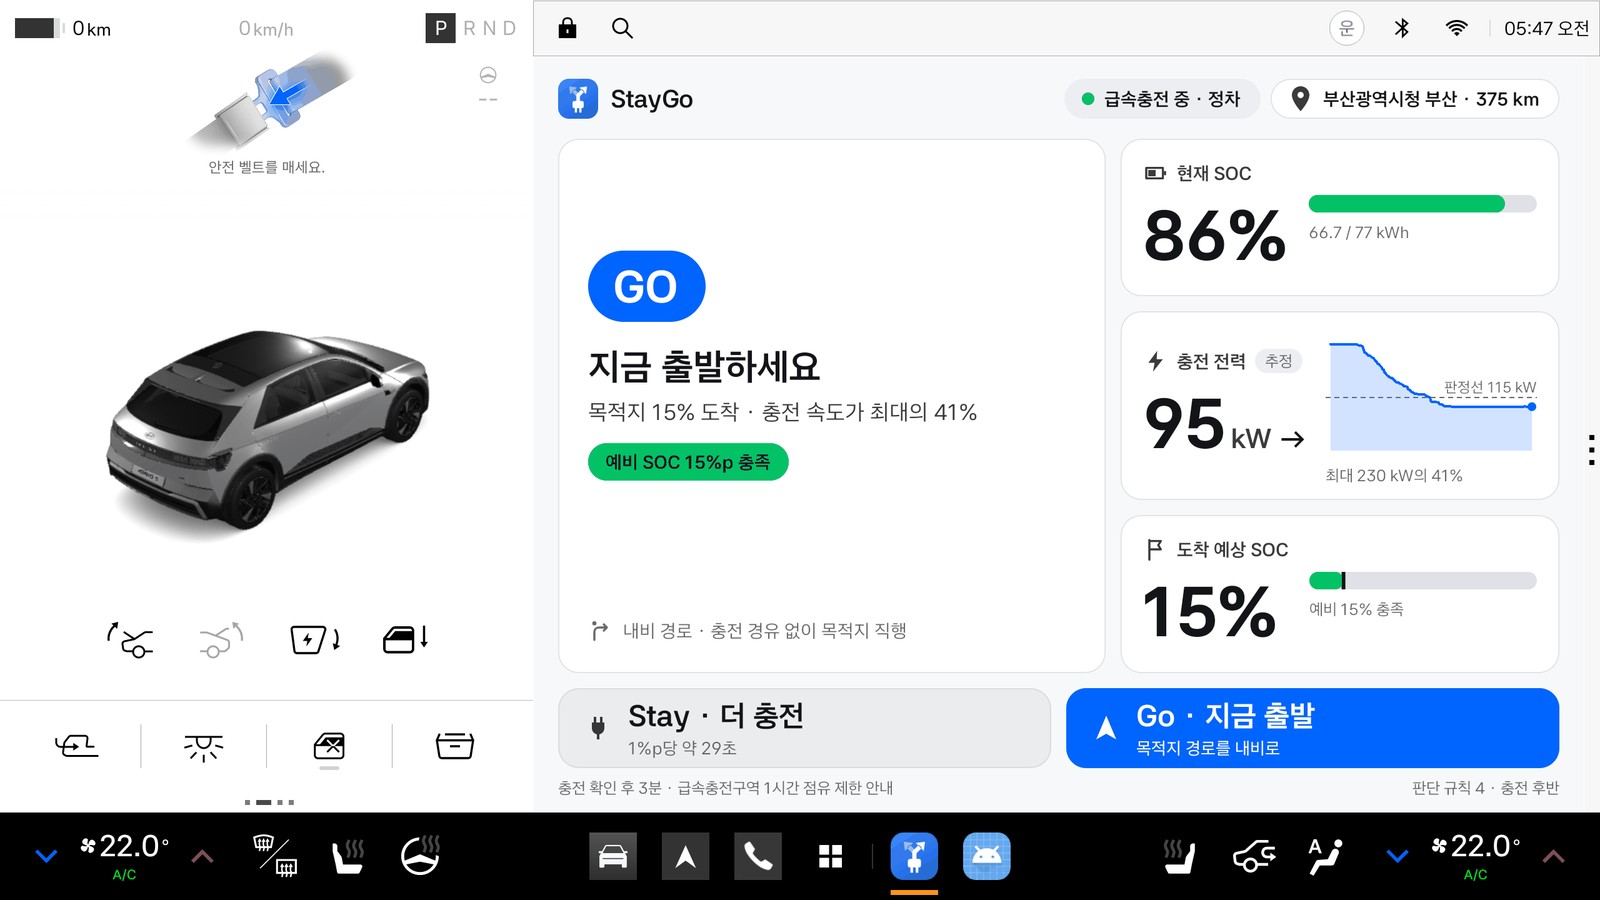 0 km
0 km/h
P R N D
--
안전 벨트를 매세요.
운
05:47 오전
StayGo
급속충전 중 · 정차
부산광역시청 부산 · 375 km
GO
지금 출발하세요
목적지 15% 도착 · 충전 속도가 최대의 41%
예비 SOC 15%p 충족
내비 경로 · 충전 경유 없이 목적지 직행
현재 SOC
86%
66.7 / 77 kWh
충전 전력 추정
95 kW →
판정선 115 kW
최대 230 kW의 41%
도착 예상 SOC
15%
예비 15% 충족
Stay · 더 충전
1%p당 약 29초
Go · 지금 출발
목적지 경로를 내비로
충전 확인 후 3분 · 급속충전구역 1시간 점유 제한 안내
판단 규칙 4 · 충전 후반
22.0°
A/C
A
22.0°
A/C